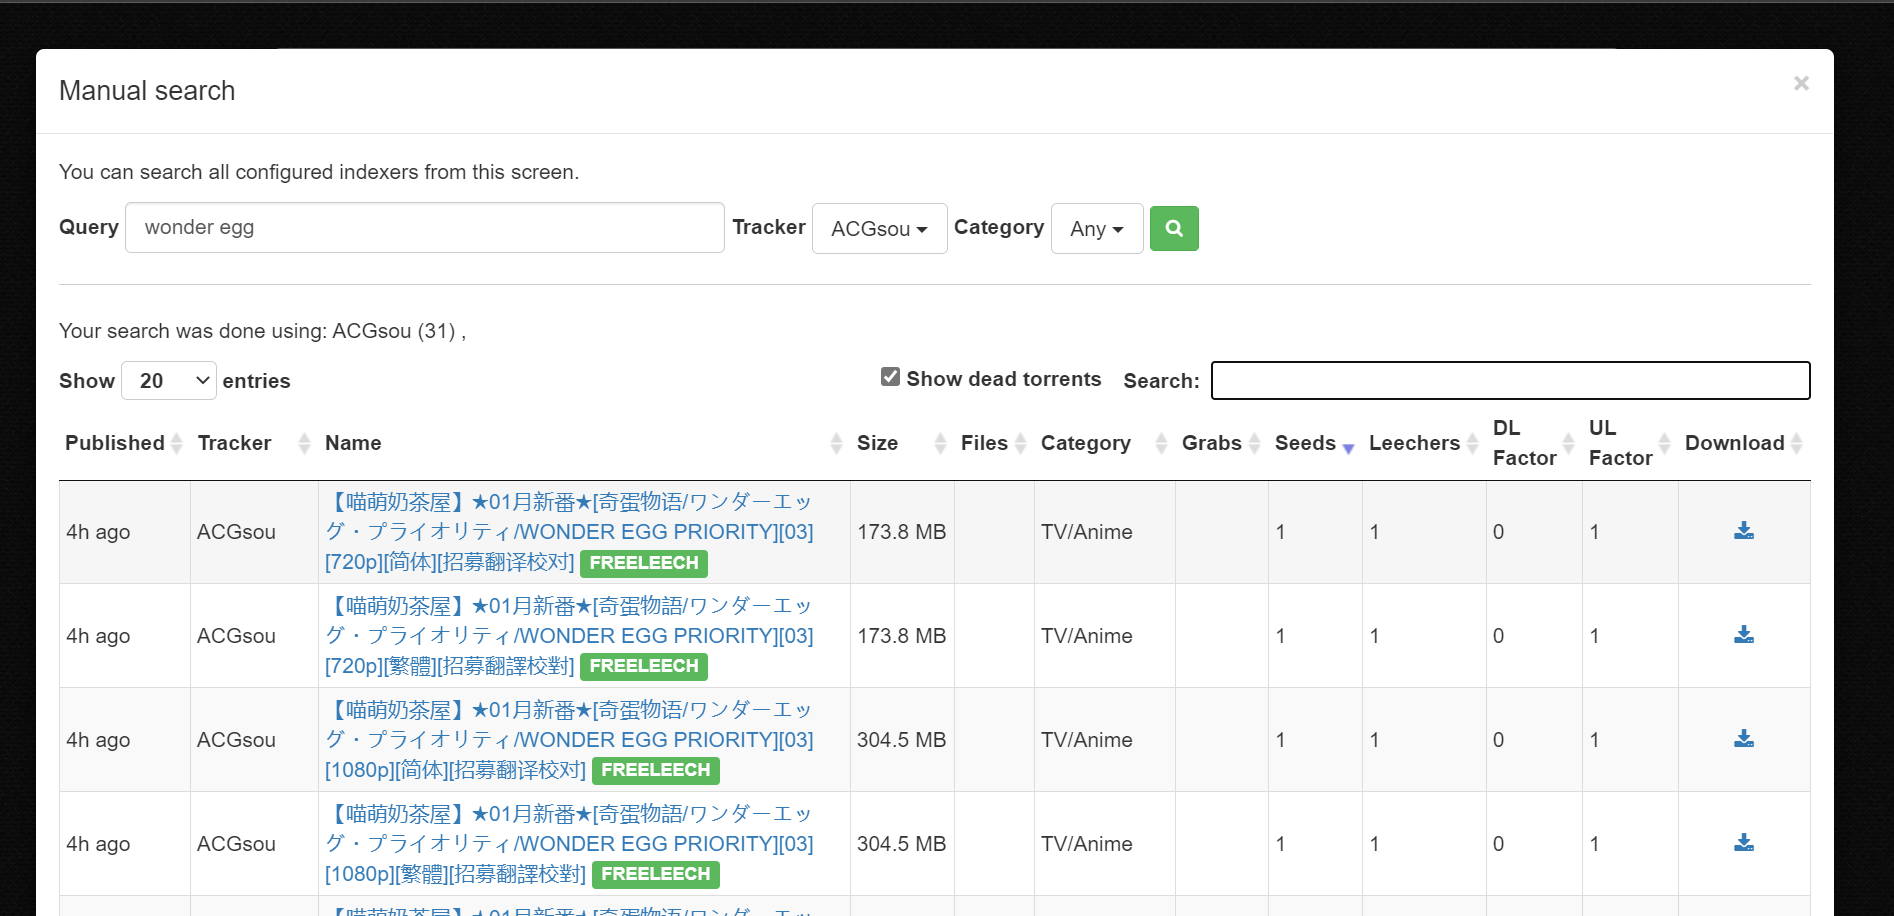 Manual search
×
You can search all configured indexers from this screen.
Query wonder egg Tracker ACGsou Category Any
Your search was done using: ACGsou (31) ,
Show 20 entries Show dead torrents Search:
Published Tracker Name Size Files Category Grabs Seeds Leechers DL Factor UL Factor Download
4h ago ACGsou 【喵萌奶茶屋】★01月新番★[奇蛋物语/ワンダーエッ
グ・プライオリティ/WONDER EGG PRIORITY][03]
[720p][简体][招募翻译校对] FREELEECH 173.8 MB TV/Anime 1 1 0 1
4h ago ACGsou 【喵萌奶茶屋】★01月新番★[奇蛋物語/ワンダーエッ
グ・プライオリティ/WONDER EGG PRIORITY][03]
[720p][繁體][招募翻譯校對] FREELEECH 173.8 MB TV/Anime 1 1 0 1
4h ago ACGsou 【喵萌奶茶屋】★01月新番★[奇蛋物语/ワンダーエッ
グ・プライオリティ/WONDER EGG PRIORITY][03]
[1080p][简体][招募翻译校对] FREELEECH 304.5 MB TV/Anime 1 1 0 1
4h ago ACGsou 【喵萌奶茶屋】★01月新番★[奇蛋物語/ワンダーエッ
グ・プライオリティ/WONDER EGG PRIORITY][03]
[1080p][繁體][招募翻譯校對] FREELEECH 304.5 MB TV/Anime 1 1 0 1